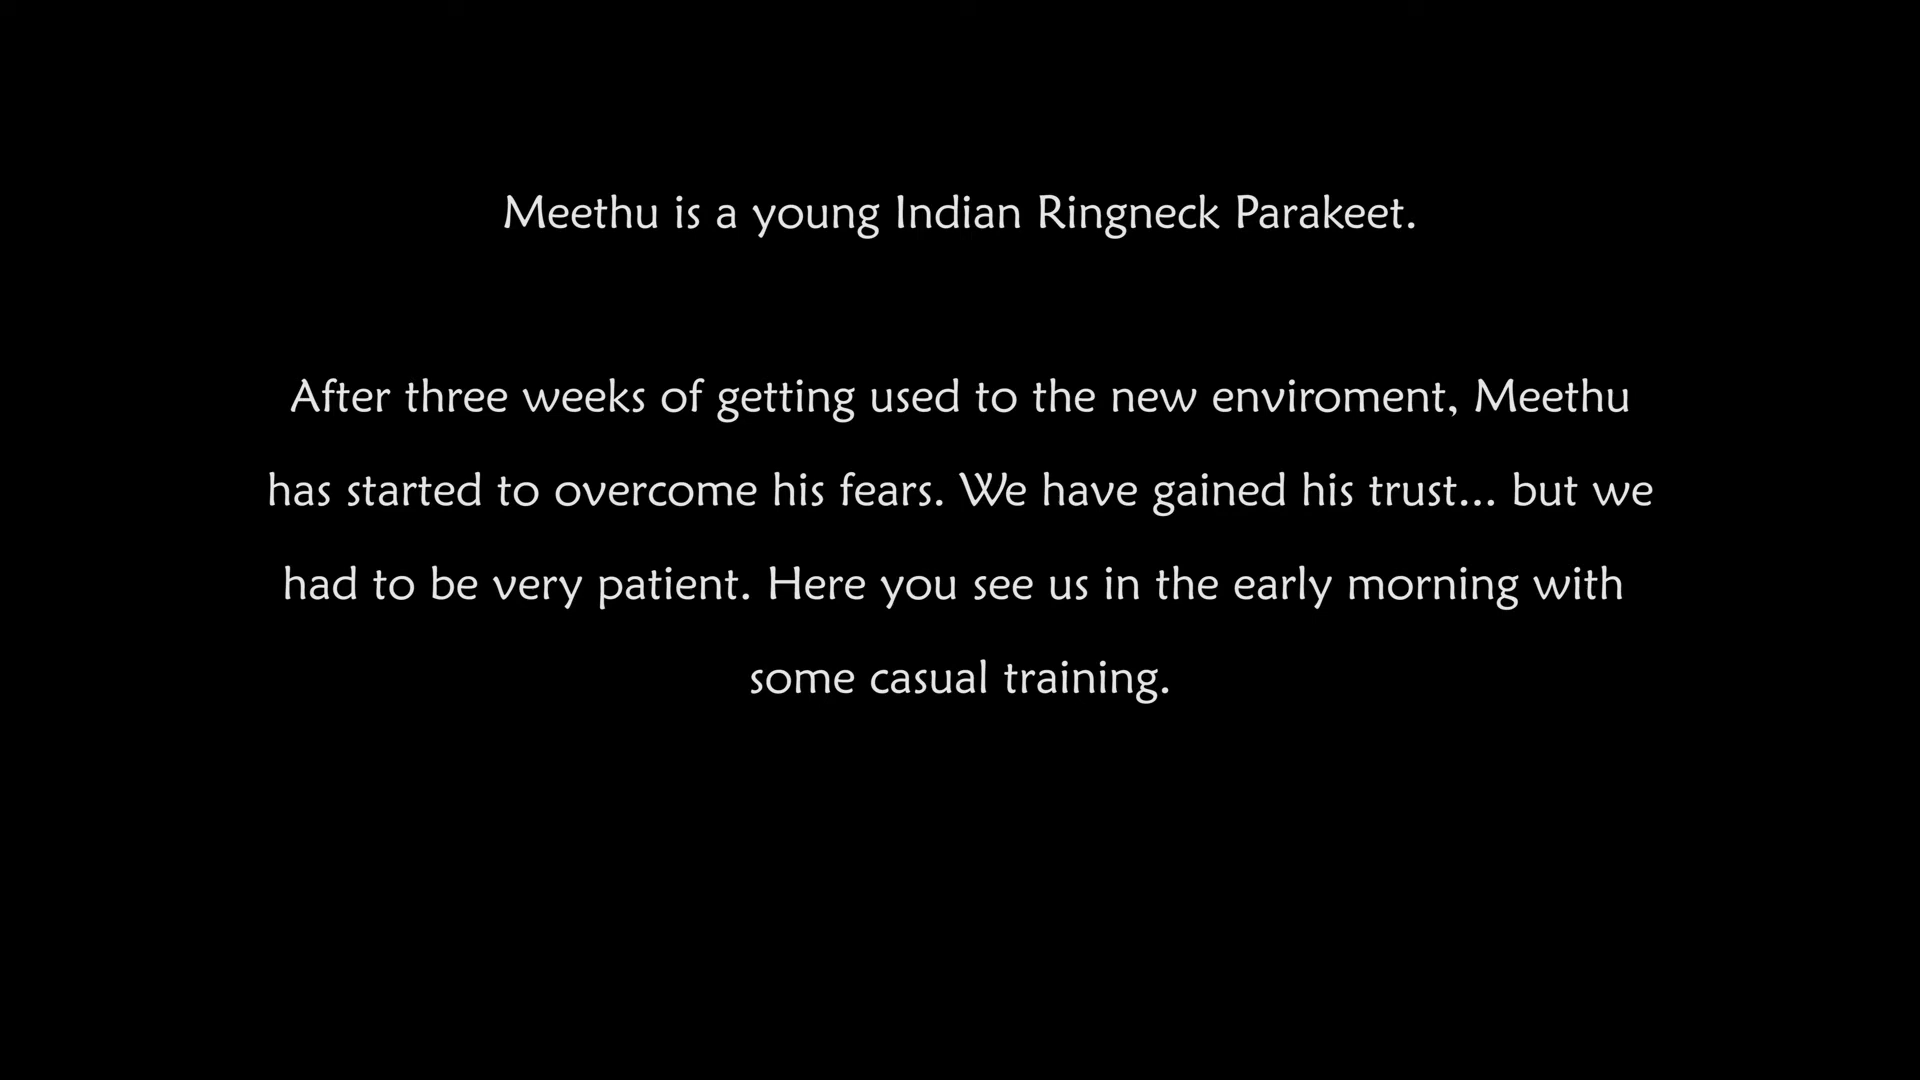 Meethu is a young Indian Ringneck Parakeet.
After three weeks of getting used to the new enviroment, Meethu
has started to overcome his fears. We have gained his trust... but we
had to be very patient. Here you see us in the early morning with
some casual training.